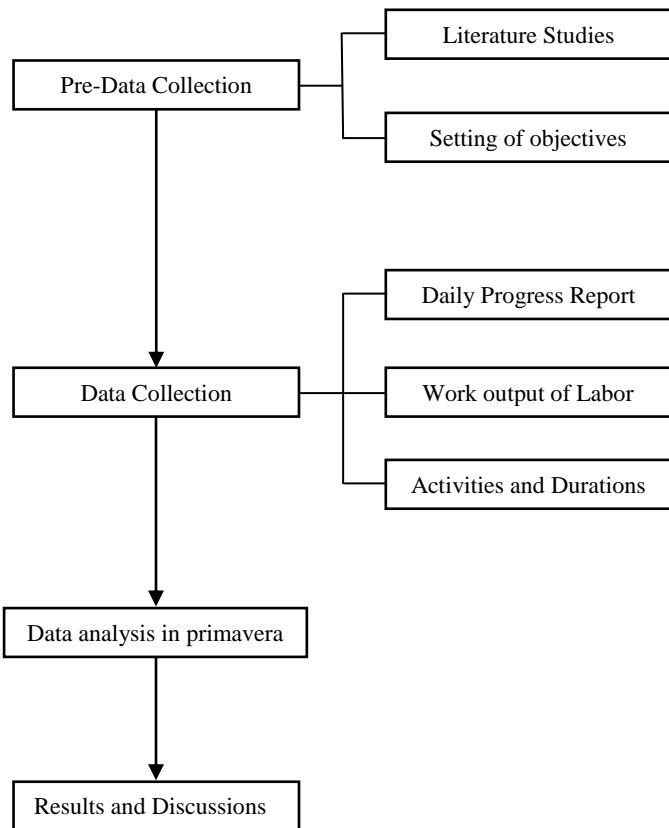 Literature Studies
Pre-Data Collection
Setting of objectives
Daily Progress Report
Data Collection
Work output of Labor
Activities and Durations
Data analysis in primavera
Results and Discussions